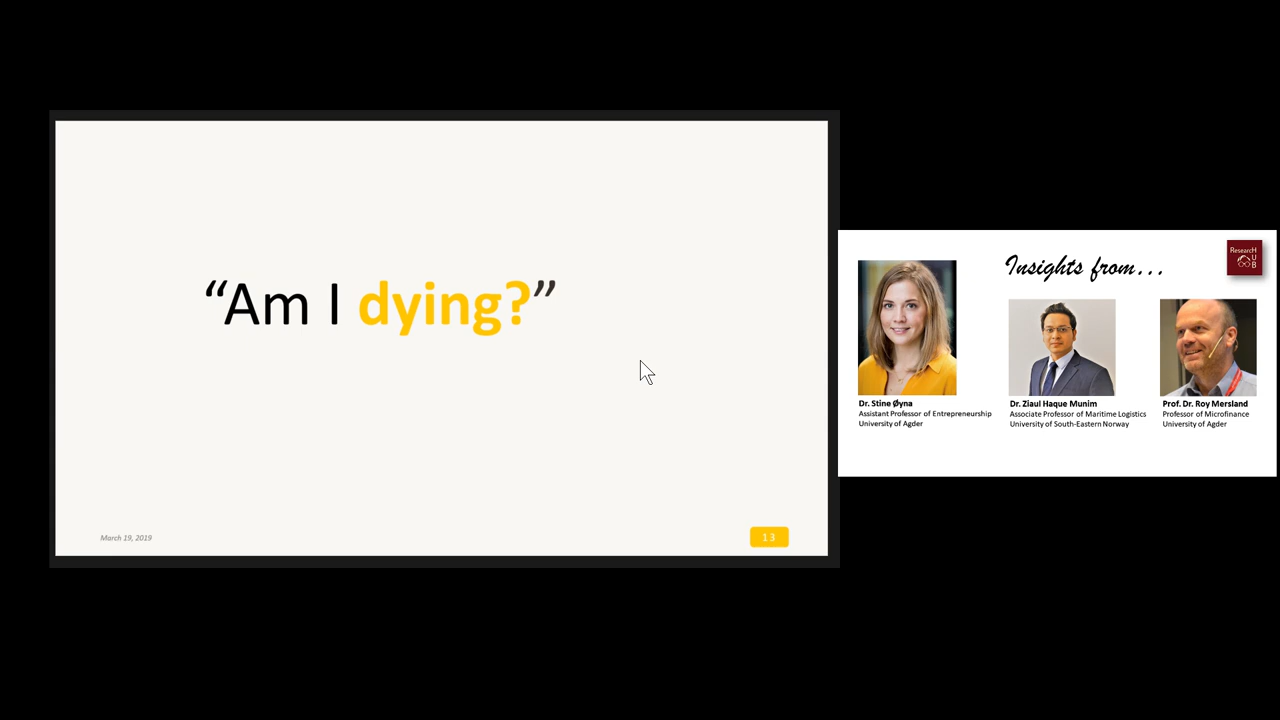 “Am I dying?”
March 19, 2019
13
Insights from...
ResearcH
U
B
Dr. Stine Øyna
Assistant Professor of Entrepreneurship
University of Agder
Dr. Ziaul Haque Munim
Associate Professor of Maritime Logistics
University of South-Eastern Norway
Prof. Dr. Roy Mersland
Professor of Microfinance
University of Agder